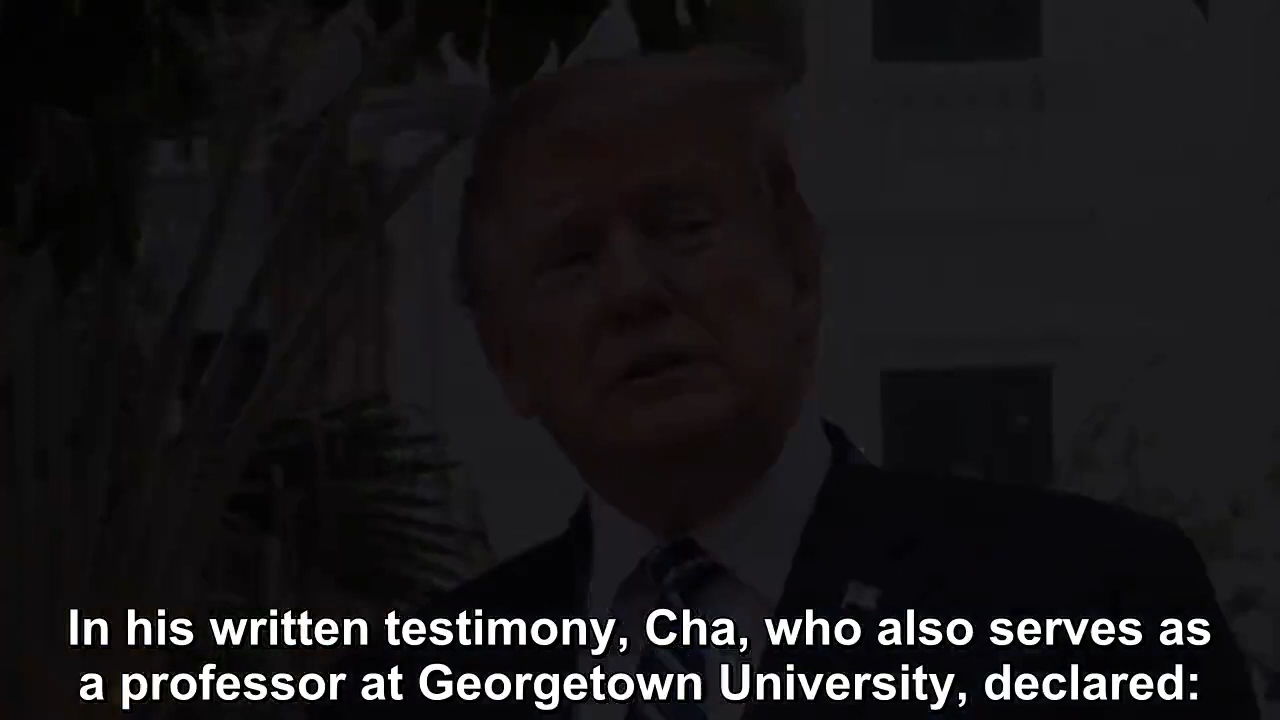 In his written testimony, Cha, who also serves as
a professor at Georgetown University, declared: